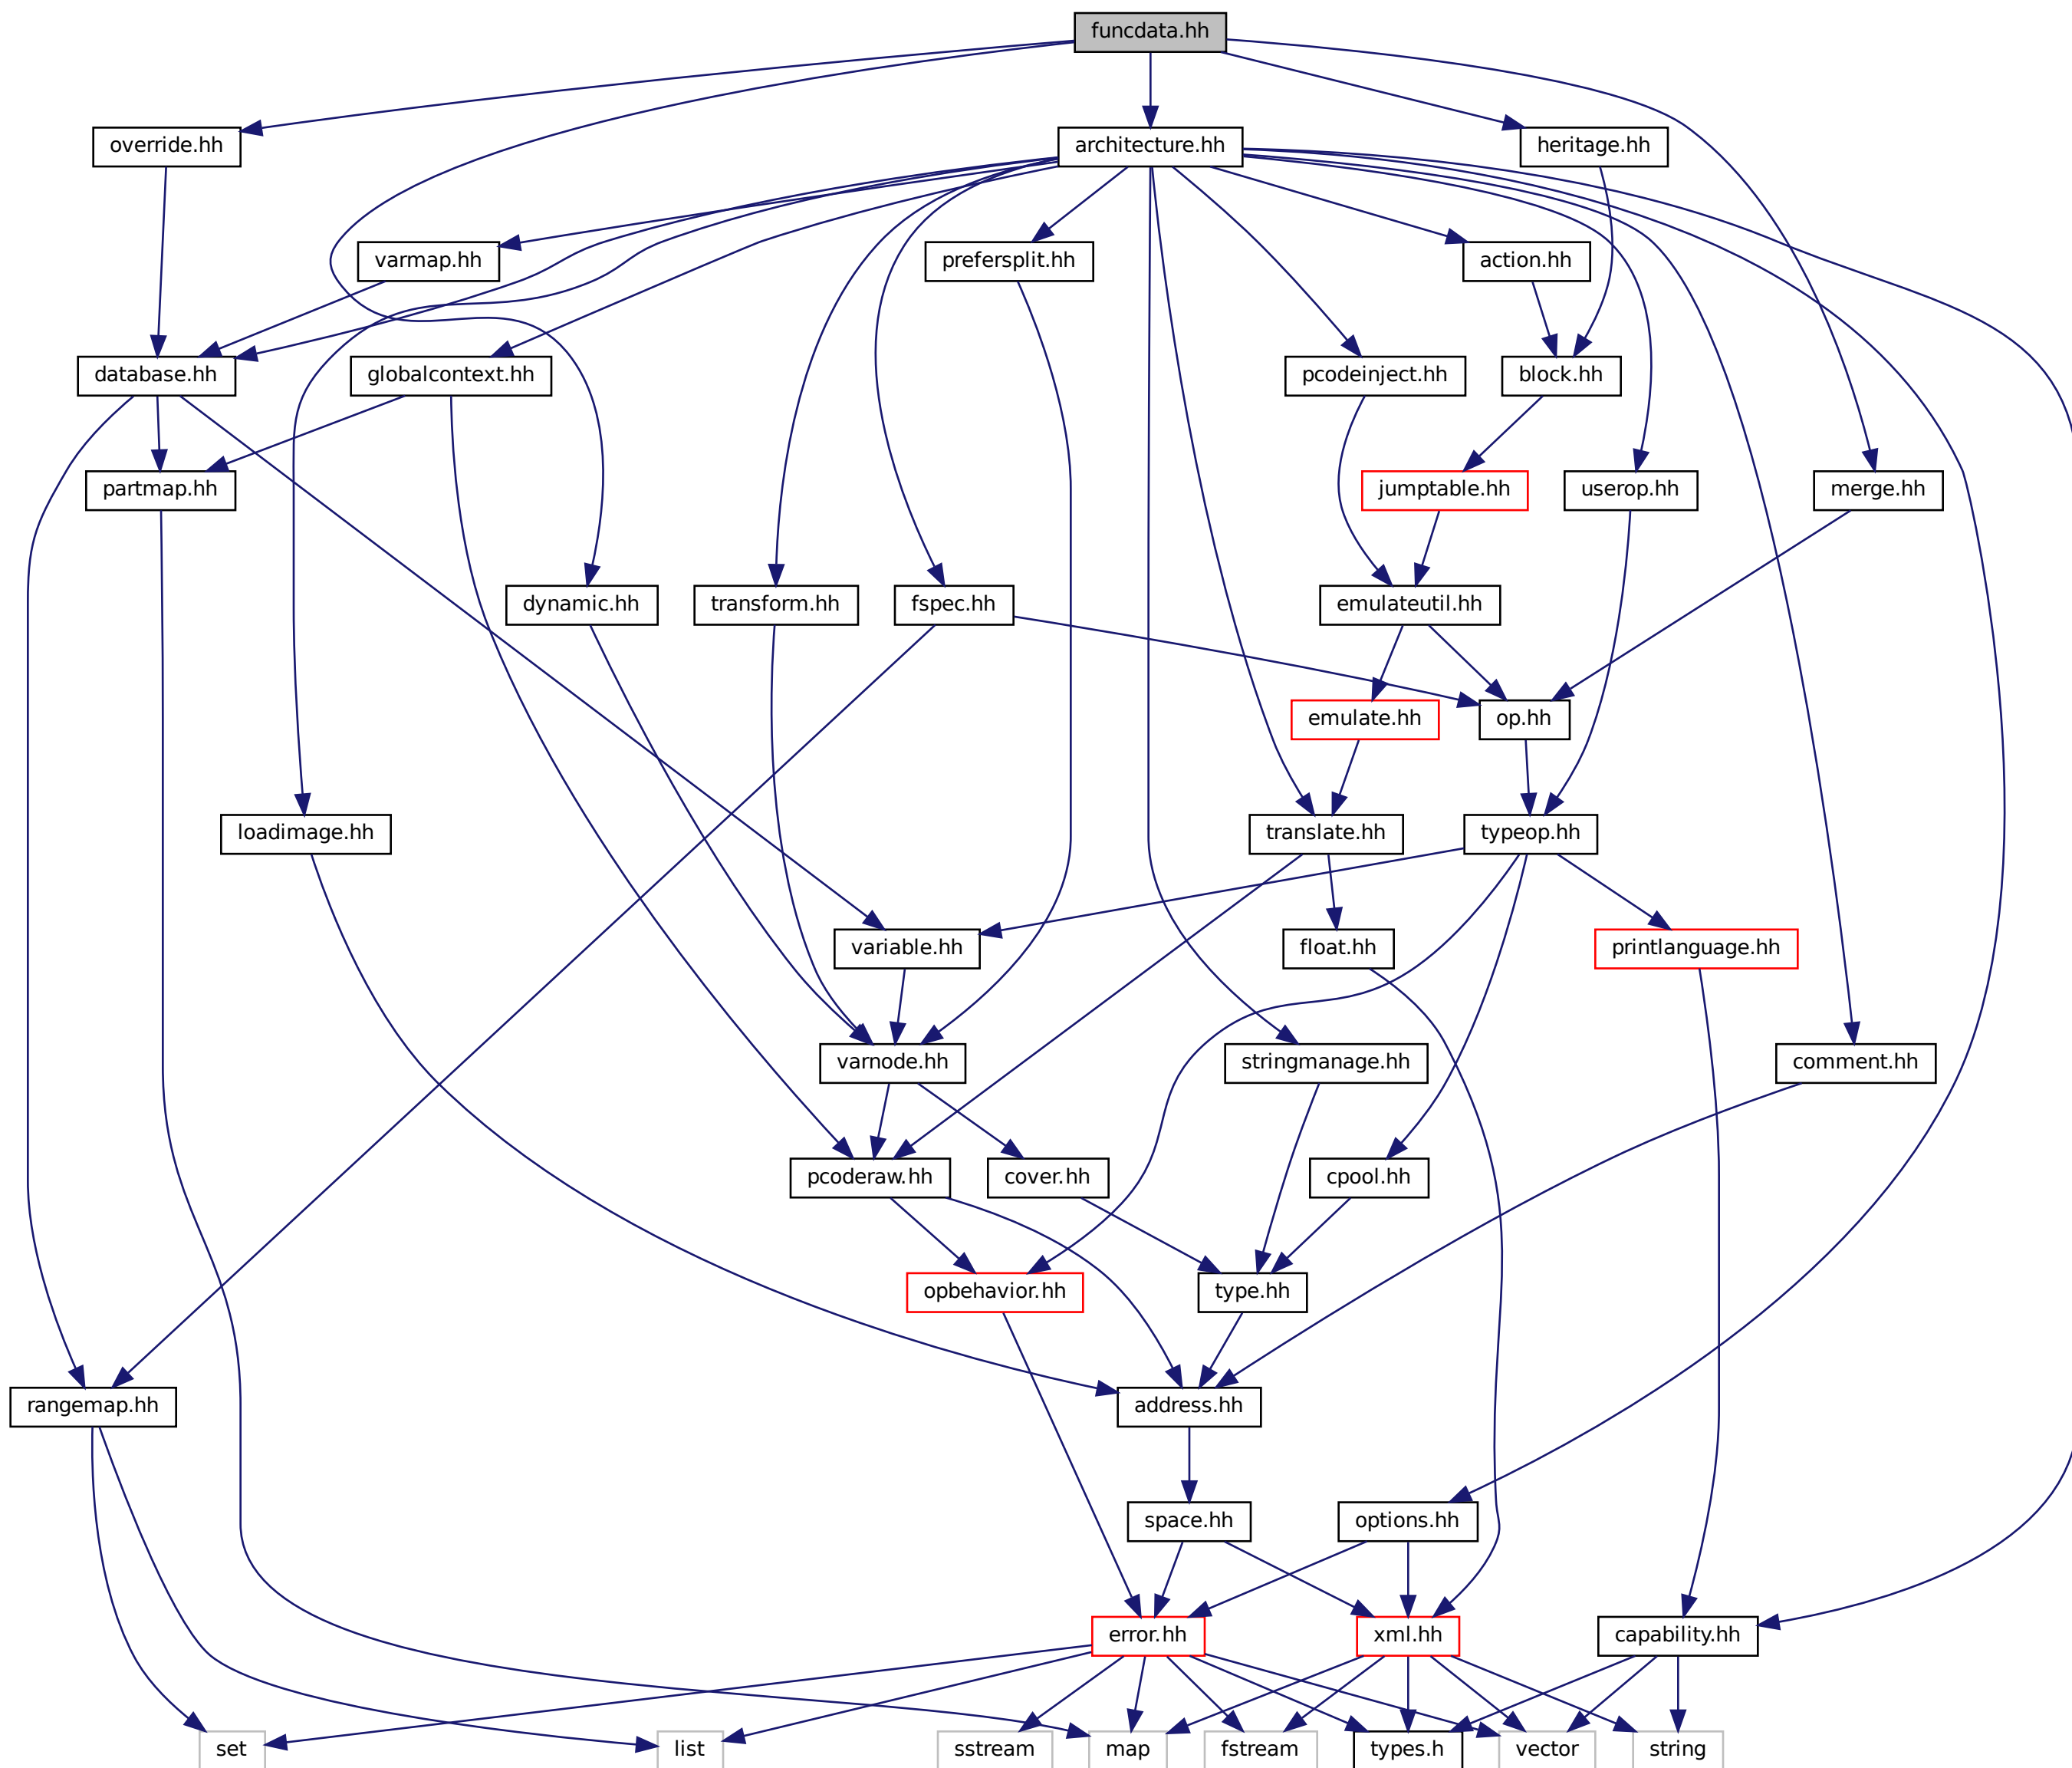 funcdata.hh
override.hh
architecture.hh
heritage.hh
varmap.hh
prefersplit.hh
action.hh
database.hh
globalcontext.hh
pcodeinject.hh
block.hh
partmap.hh
jumptable.hh
userop.hh
merge.hh
dynamic.hh
transform.hh
fspec.hh
emulateutil.hh
emulate.hh
op.hh
loadimage.hh
translate.hh
typeop.hh
variable.hh
float.hh
printlanguage.hh
varnode.hh
stringmanage.hh
comment.hh
pcoderaw.hh
cover.hh
cpool.hh
opbehavior.hh
type.hh
rangemap.hh
address.hh
space.hh
options.hh
error.hh
xml.hh
capability.hh
set
list
sstream
map
fstream
types.h
vector
string